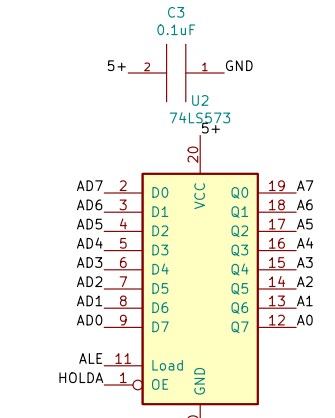 C3
0.1uF
5+ 2 1 GND
U2
74LS573
5+
20
VCC
AD7 2 D0 Q0 19 A7
AD6 3 D1 Q1 18 A6
AD5 4 D2 Q2 17 A5
AD4 5 D3 Q3 16 A4
AD3 6 D4 Q4 15 A3
AD2 7 D5 Q5 14 A2
AD1 8 D6 Q6 13 A1
AD0 9 D7 Q7 12 A0
ALE 11 Load
HOLDA 1 OE
GND